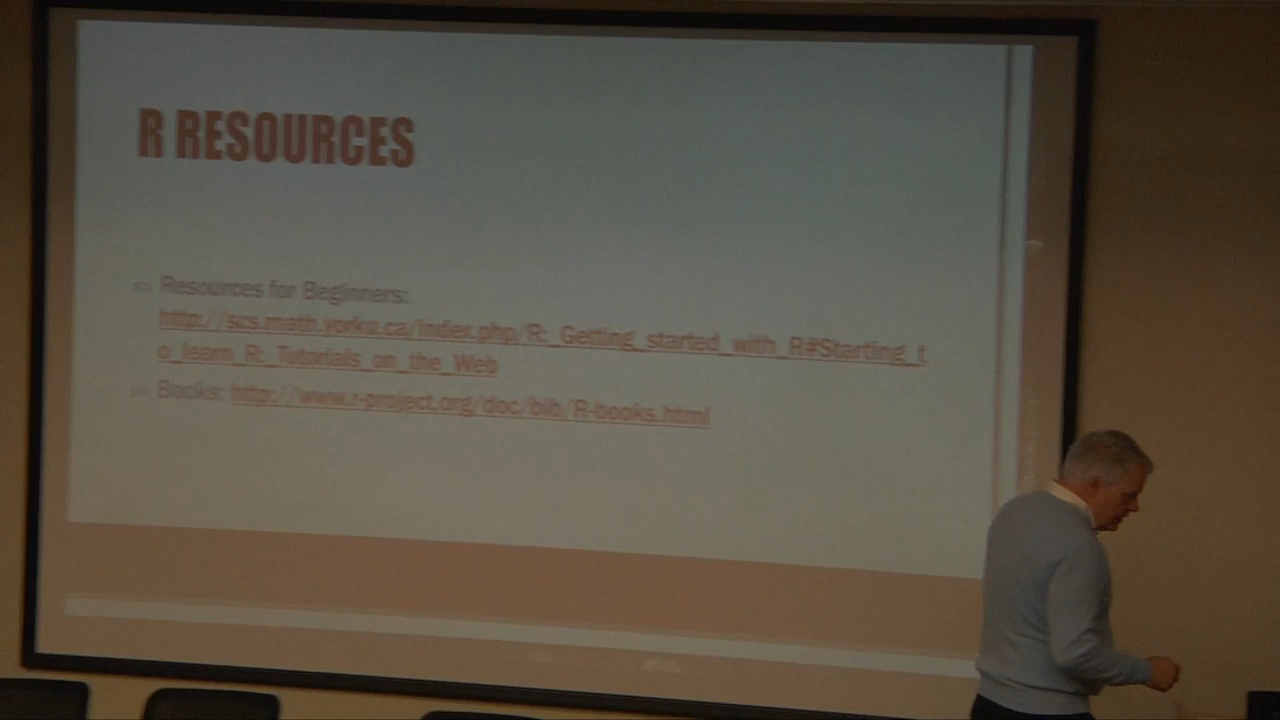 R RESOURCES
Resources for Beginners:
http://scs.math.yorku.ca/index.php/R:_Getting_started_with_R#Starting_t
o_learn_R:_Tutorials_on_the_Web
Books: http://www.r-project.org/doc/bib/R-books.html